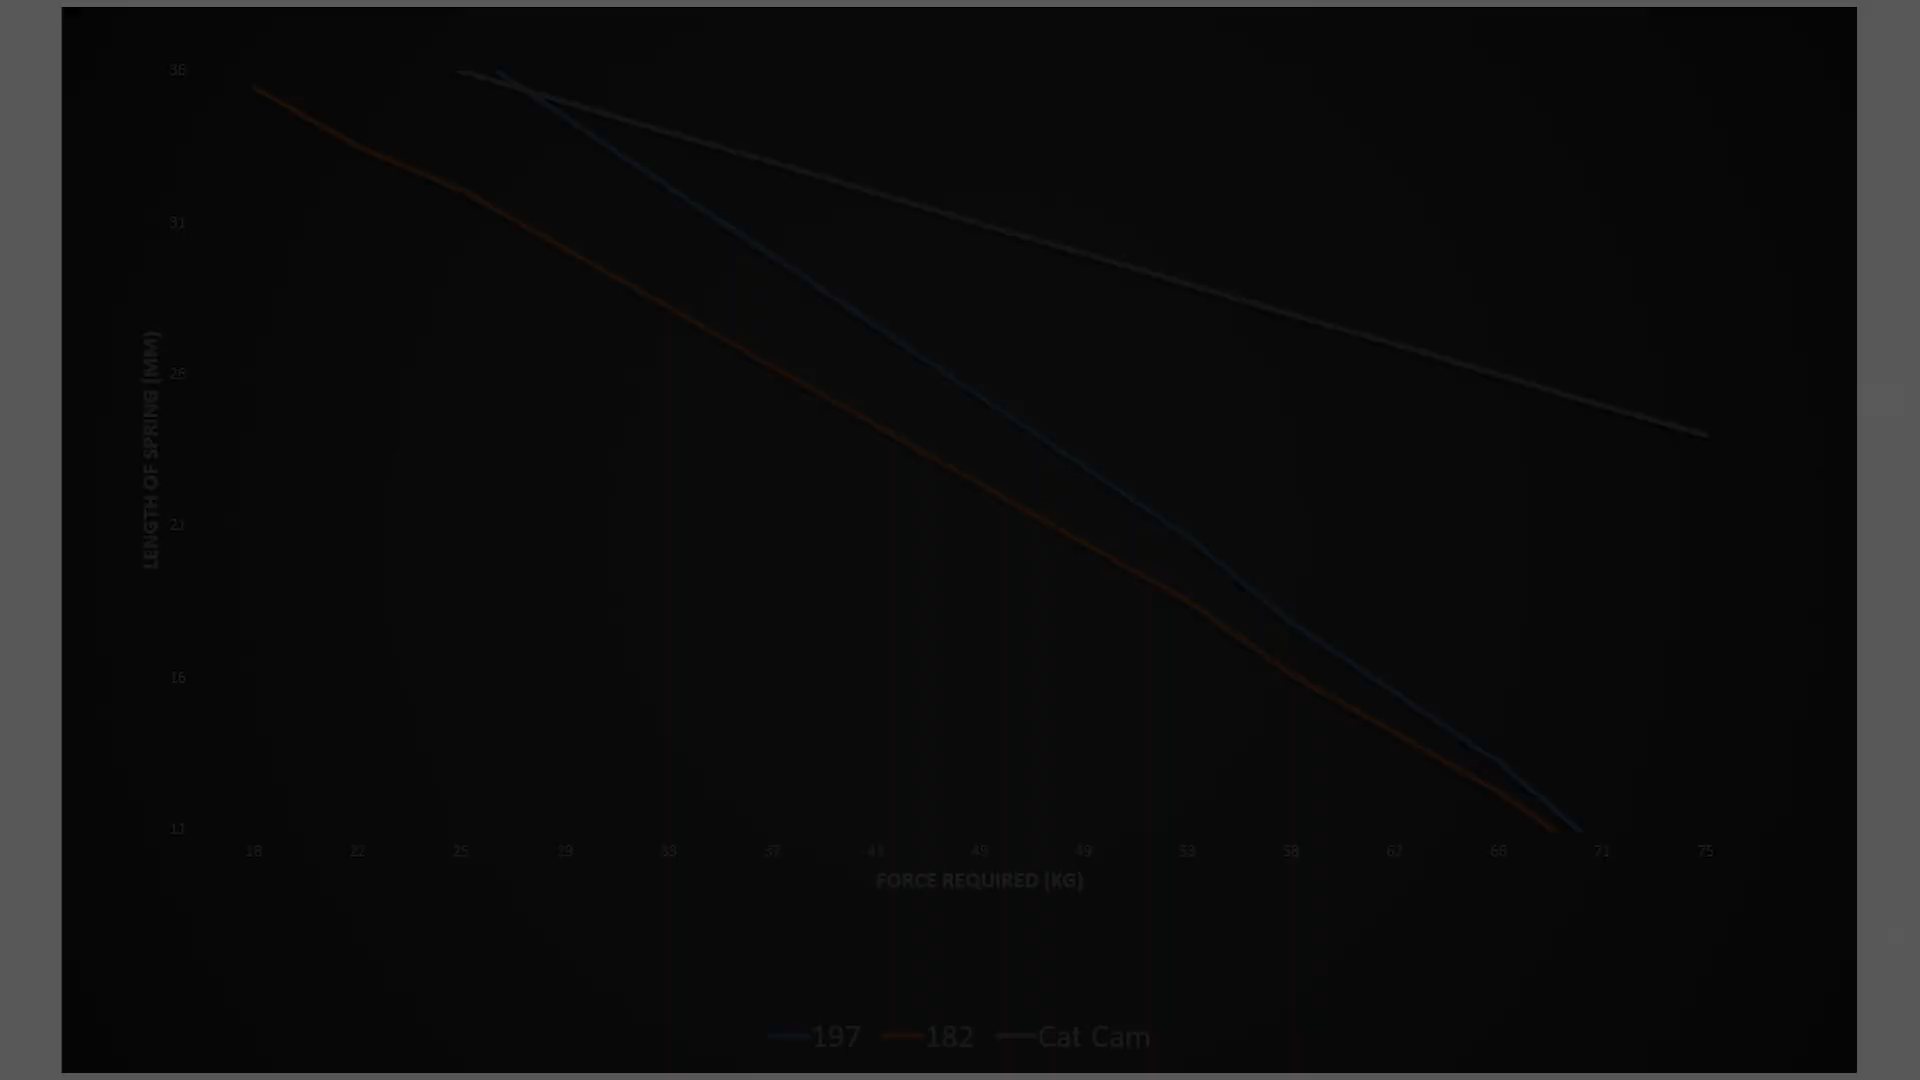 36
31
26
21
16
11
LENGTH OF SPRING (MM)
18 22 25 29 33 37 41 45 49 53 58 62 66 71 75
FORCE REQUIRED (KG)
197 182 Cat Cam